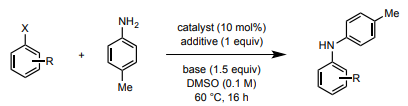 X
R
+
NH2
Me
catalyst (10 mol%)
additive (1 equiv)
base (1.5 equiv)
DMSO (0.1 M)
60 °C, 16 h
Me
HN
R